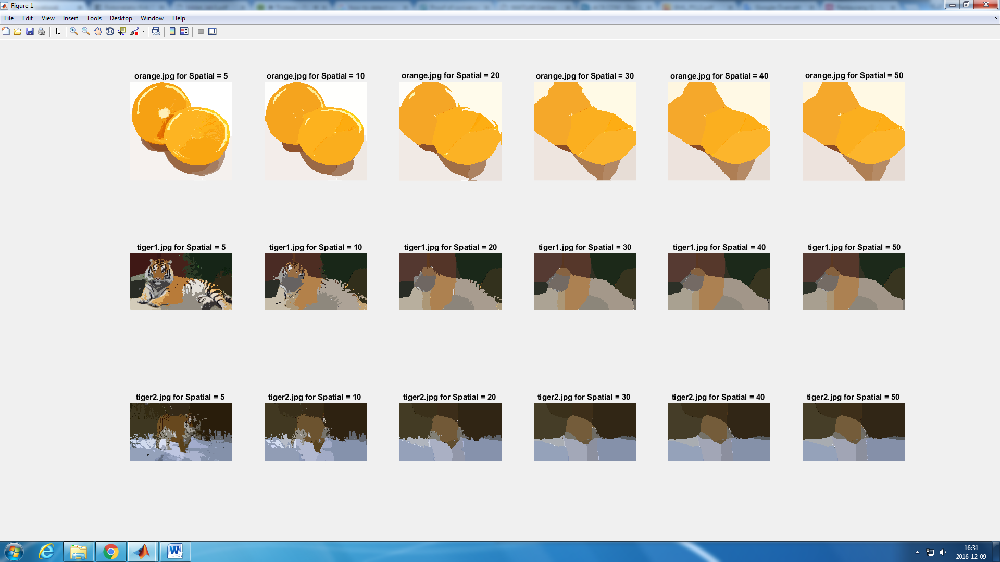 Figure 1
File Edit View Insert Tools Desktop Window Help
orange.jpg for Spatial = 5
orange.jpg for Spatial = 10
orange.jpg for Spatial = 20
orange.jpg for Spatial = 30
orange.jpg for Spatial = 40
orange.jpg for Spatial = 50
tiger1.jpg for Spatial = 5
tiger1.jpg for Spatial = 10
tiger1.jpg for Spatial = 20
tiger1.jpg for Spatial = 30
tiger1.jpg for Spatial = 40
tiger1.jpg for Spatial = 50
tiger2.jpg for Spatial = 5
tiger2.jpg for Spatial = 10
tiger2.jpg for Spatial = 20
tiger2.jpg for Spatial = 30
tiger2.jpg for Spatial = 40
tiger2.jpg for Spatial = 50
16:31
2016-12-09